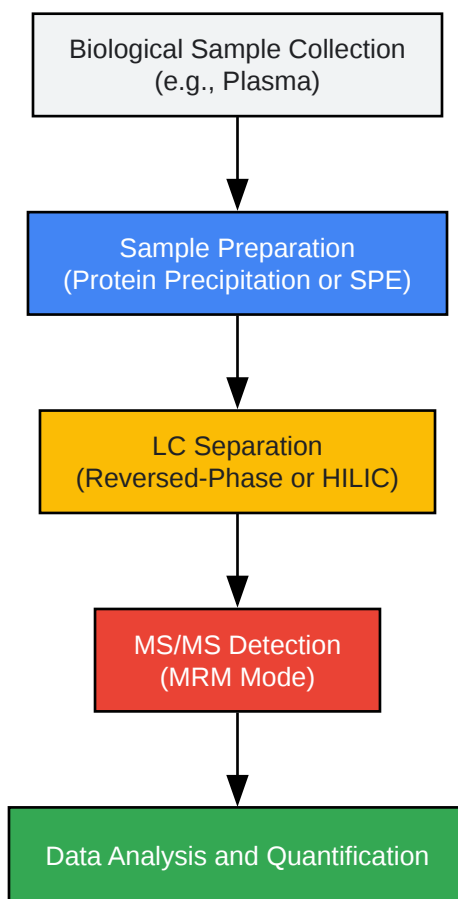 Biological Sample Collection
(e.g., Plasma)
Sample Preparation
(Protein Precipitation or SPE)
LC Separation
(Reversed-Phase or HILIC)
MS/MS Detection
(MRM Mode)
Data Analysis and Quantification